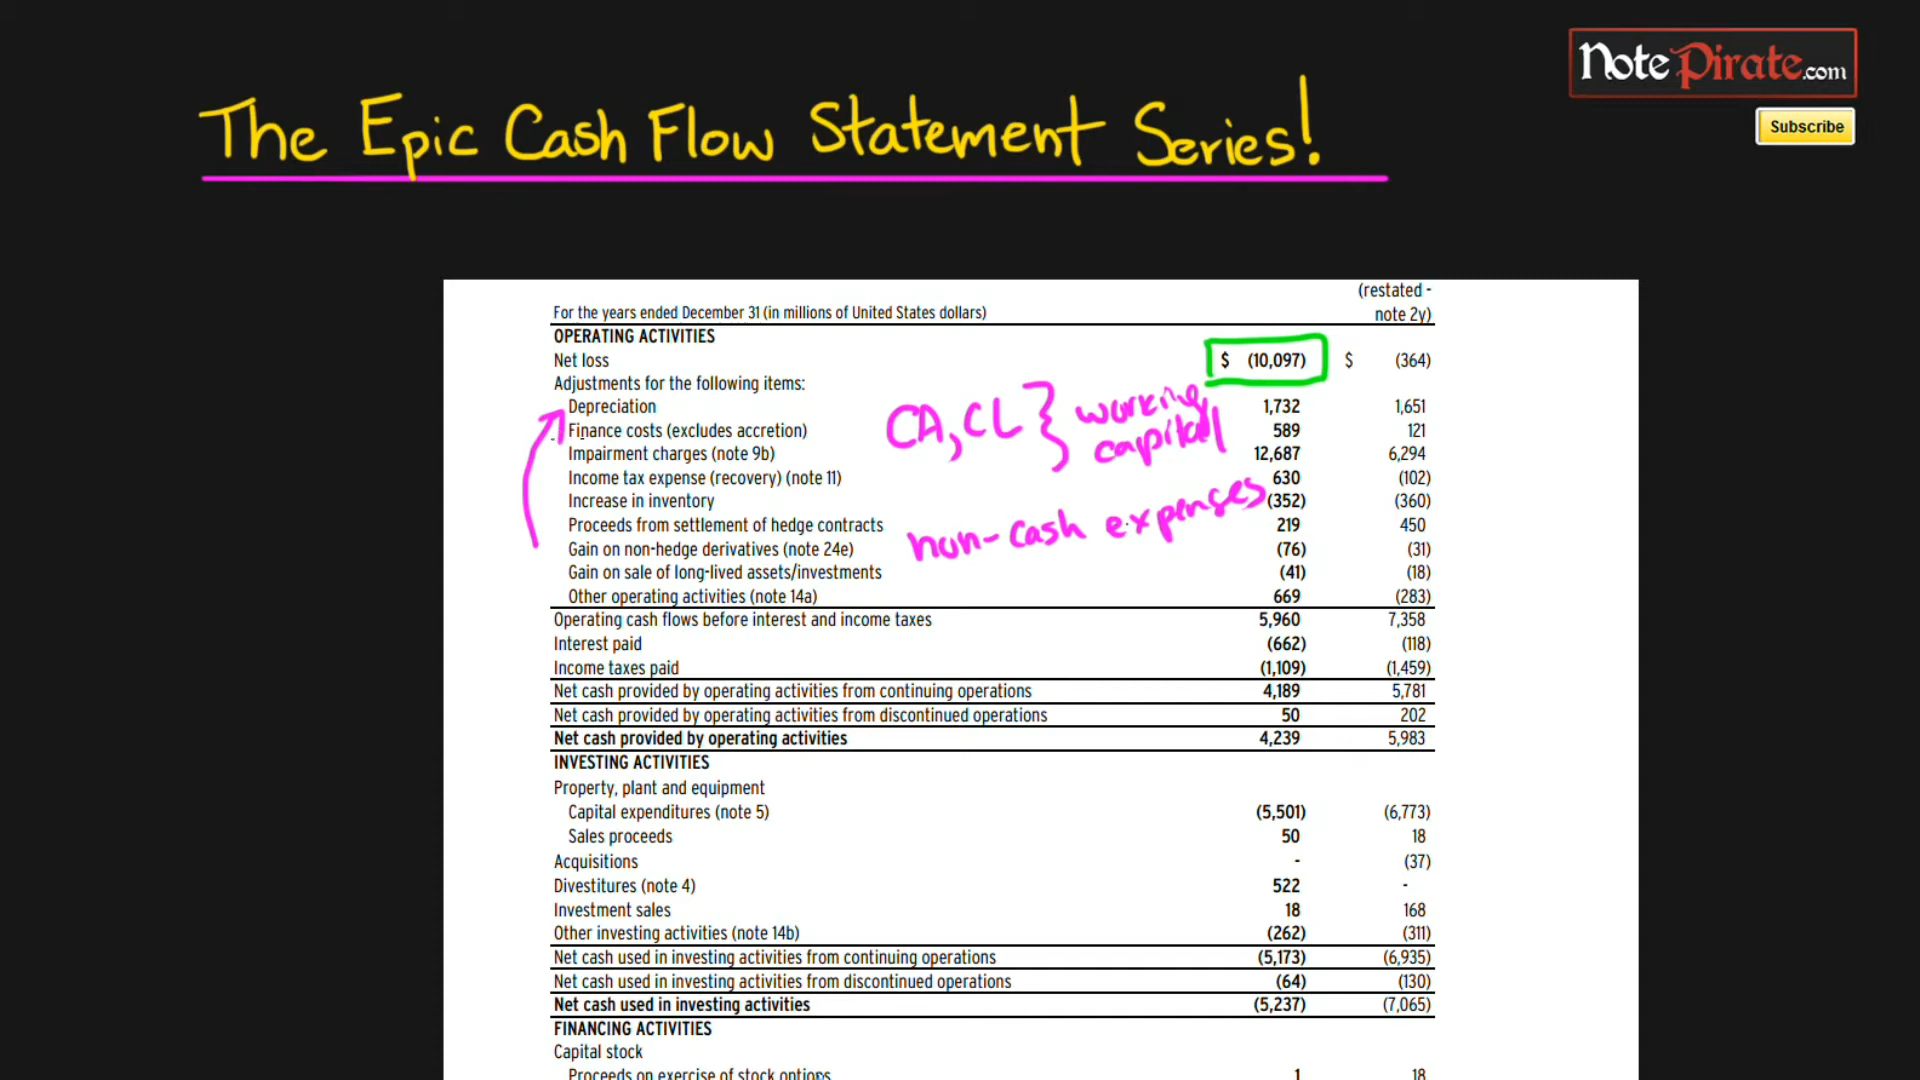 NotePirate.com
Subscribe
The Epic Cash Flow Statement Series!
(restated -
For the years ended December 31 (in millions of United States dollars) note 2y)
OPERATING ACTIVITIES
Net loss $ (10,097) $ (364)
Adjustments for the following items:
Depreciation 1,732 1,651
Finance costs (excludes accretion) 589 121
Impairment charges (note 9b) 12,687 6,294
Income tax expense (recovery) (note 11) 630 (102)
Increase in inventory (352) (360)
Proceeds from settlement of hedge contracts 219 450
Gain on non-hedge derivatives (note 24e) (76) (31)
Gain on sale of long-lived assets/investments (41) (18)
Other operating activities (note 14a) 669 (283)
CA, CL } working
capital
non-cash expenses
Operating cash flows before interest and income taxes 5,960 7,358
Interest paid (662) (118)
Income taxes paid (1,109) (1,459)
Net cash provided by operating activities from continuing operations 4,189 5,781
Net cash provided by operating activities from discontinued operations 50 202
Net cash provided by operating activities 4,239 5,983
INVESTING ACTIVITIES
Property, plant and equipment
Capital expenditures (note 5) (5,501) (6,773)
Sales proceeds 50 18
Acquisitions - (37)
Divestitures (note 4) 522 -
Investment sales 18 168
Other investing activities (note 14b) (262) (311)
Net cash used in investing activities from continuing operations (5,173) (6,935)
Net cash used in investing activities from discontinued operations (64) (130)
Net cash used in investing activities (5,237) (7,065)
FINANCING ACTIVITIES
Capital stock
Proceeds on exercise of stock options 1 18